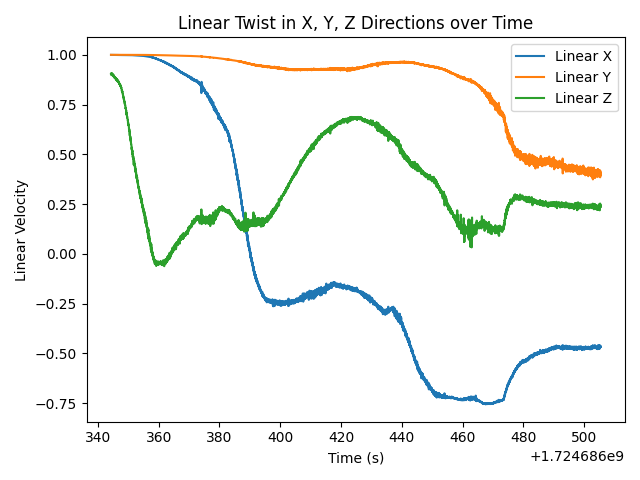 Linear Twist in X, Y, Z Directions over Time
Linear X
Linear Y
Linear Z
1.00
0.75
0.50
0.25
0.00
−0.25
−0.50
−0.75
Linear Velocity
340 360 380 400 420 440 460 480 500
Time (s)
+1.724686e9